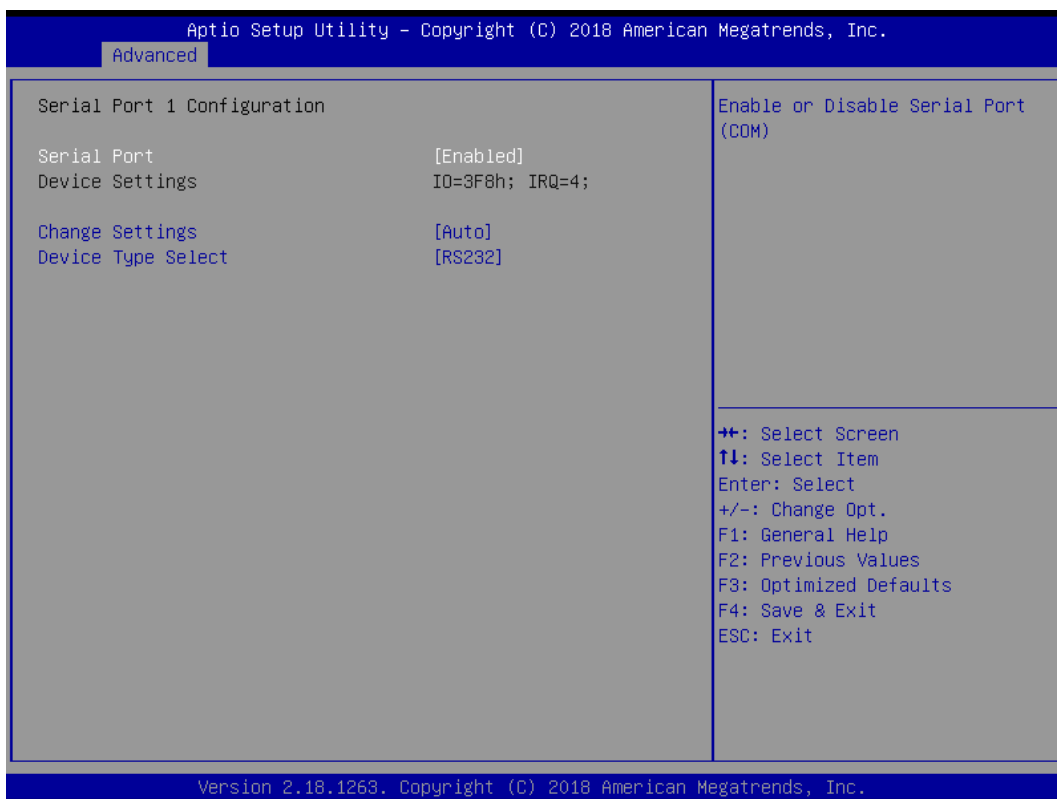 Aptio Setup Utility – Copyright (C) 2018 American Megatrends, Inc.
Advanced
Serial Port 1 Configuration
Serial Port [Enabled]
Device Settings IO=3F8h; IRQ=4;
Change Settings [Auto]
Device Type Select [RS232]
Enable or Disable Serial Port
(COM)
→←: Select Screen
↑↓: Select Item
Enter: Select
+/-: Change Opt.
F1: General Help
F2: Previous Values
F3: Optimized Defaults
F4: Save & Exit
ESC: Exit
Version 2.18.1263. Copyright (C) 2018 American Megatrends, Inc.